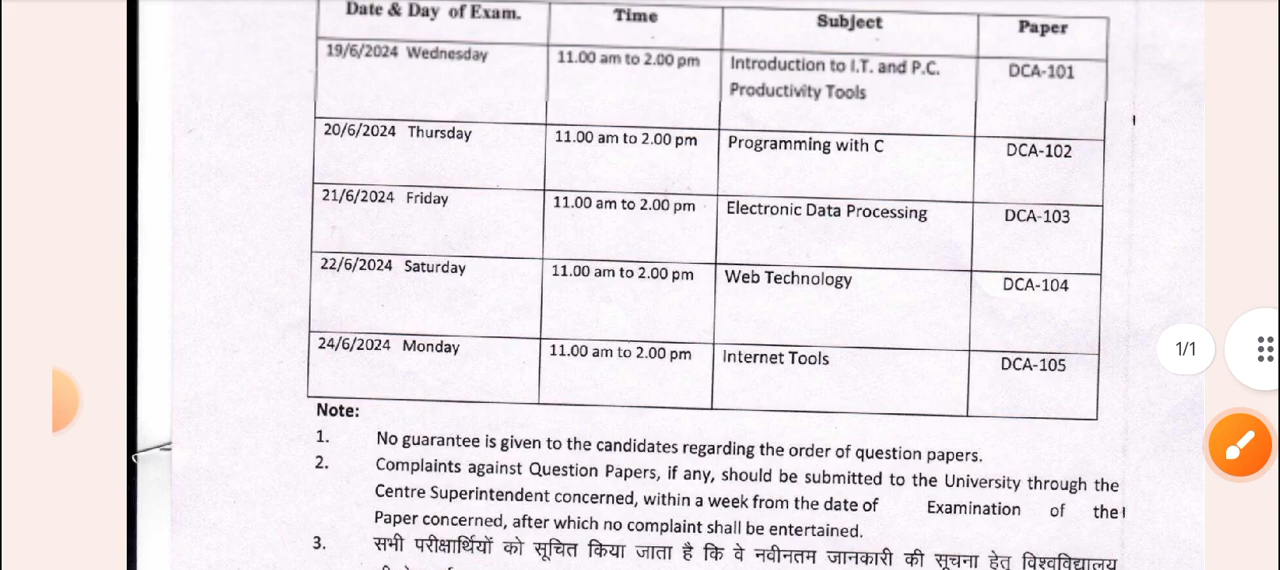 Date & Day of Exam. Time Subject Paper
19/6/2024 Wednesday 11.00 am to 2.00 pm Introduction to I.T. and P.C. DCA-101
Productivity Tools
20/6/2024 Thursday 11.00 am to 2.00 pm Programming with C DCA-102
21/6/2024 Friday 11.00 am to 2.00 pm Electronic Data Processing DCA-103
22/6/2024 Saturday 11.00 am to 2.00 pm Web Technology DCA-104
24/6/2024 Monday 11.00 am to 2.00 pm Internet Tools DCA-105
1/1
Note:
1. No guarantee is given to the candidates regarding the order of question papers.
2. Complaints against Question Papers, if any, should be submitted to the University through the
Centre Superintendent concerned, within a week from the date of Examination of the
Paper concerned, after which no complaint shall be entertained.
3. सभी परीक्षार्थियों को सूचित किया जाता है कि वे नवीनतम जानकारी की सूचना हेतु विश्वविद्यालय